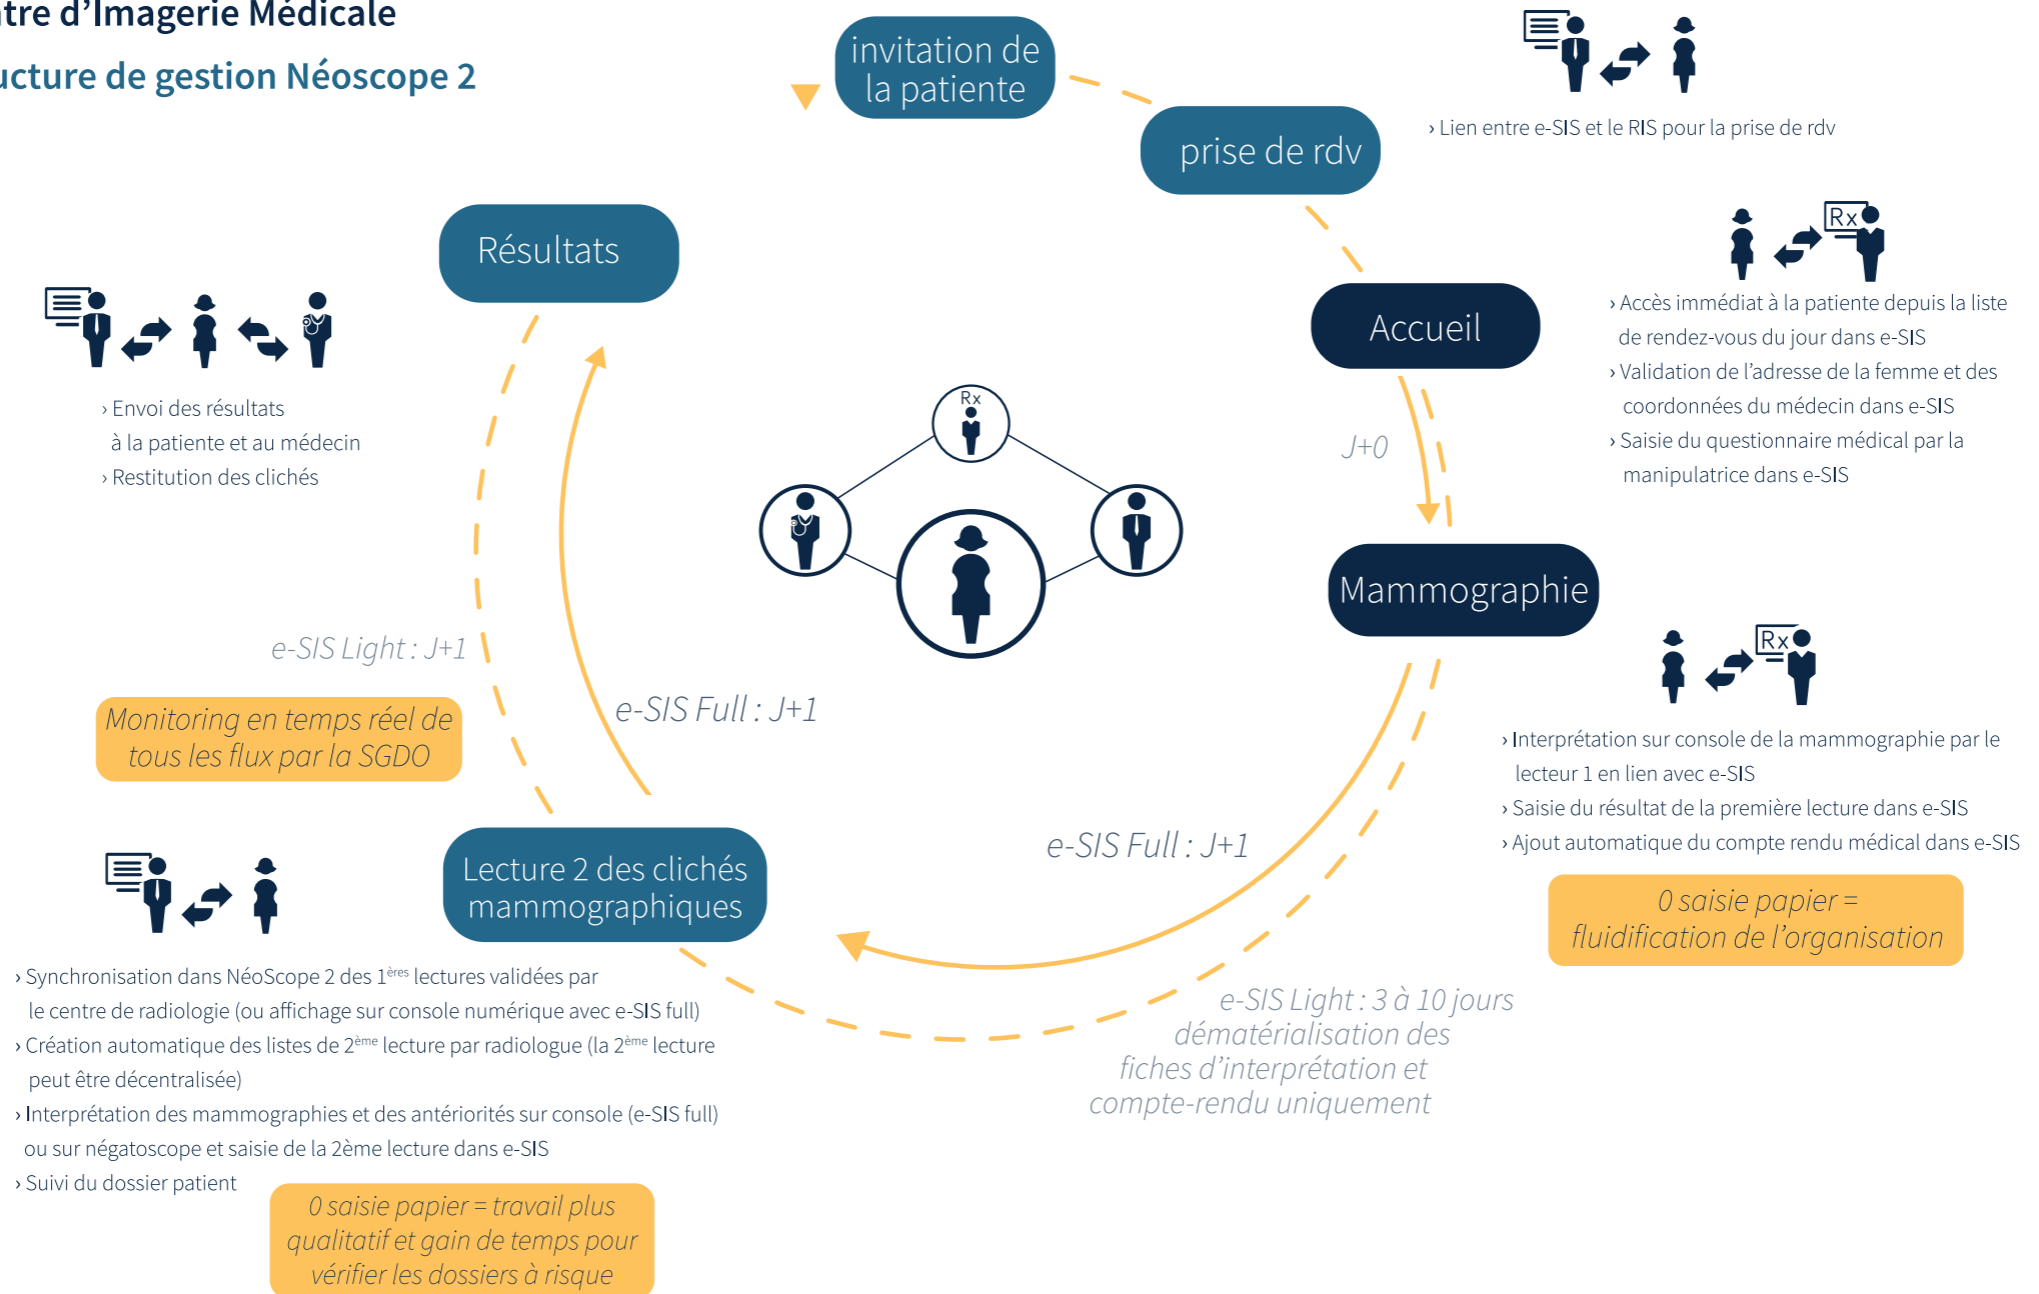 ntre d'Imagerie Médicale
ucture de gestion Néoscope 2
invitation de
la patiente
prise de rdv
› Lien entre e-SIS et le RIS pour la prise de rdv
Rx
Accueil
› Accès immédiat à la patiente depuis la liste
de rendez-vous du jour dans e-SIS
› Validation de l'adresse de la femme et des
coordonnées du médecin dans e-SIS
› Saisie du questionnaire médical par la
manipulatrice dans e-SIS
J+0
Mammographie
Rx
› Interprétation sur console de la mammographie par le
lecteur 1 en lien avec e-SIS
› Saisie du résultat de la première lecture dans e-SIS
› Ajout automatique du compte rendu médical dans e-SIS
0 saisie papier =
fluidification de l'organisation
e-SIS Full : J+1
e-SIS Light : 3 à 10 jours
dématérialisation des
fiches d'interprétation et
compte-rendu uniquement
Lecture 2 des clichés
mammographiques
› Synchronisation dans NéoScope 2 des 1ères lectures validées par
le centre de radiologie (ou affichage sur console numérique avec e-SIS full)
› Création automatique des listes de 2ème lecture par radiologue (la 2ème lecture
peut être décentralisée)
› Interprétation des mammographies et des antériorités sur console (e-SIS full)
ou sur négatoscope et saisie de la 2ème lecture dans e-SIS
› Suivi du dossier patient
0 saisie papier = travail plus
qualitatif et gain de temps pour
vérifier les dossiers à risque
e-SIS Full : J+1
e-SIS Light : J+1
Monitoring en temps réel de
tous les flux par la SGDO
Résultats
› Envoi des résultats
à la patiente et au médecin
› Restitution des clichés
Rx